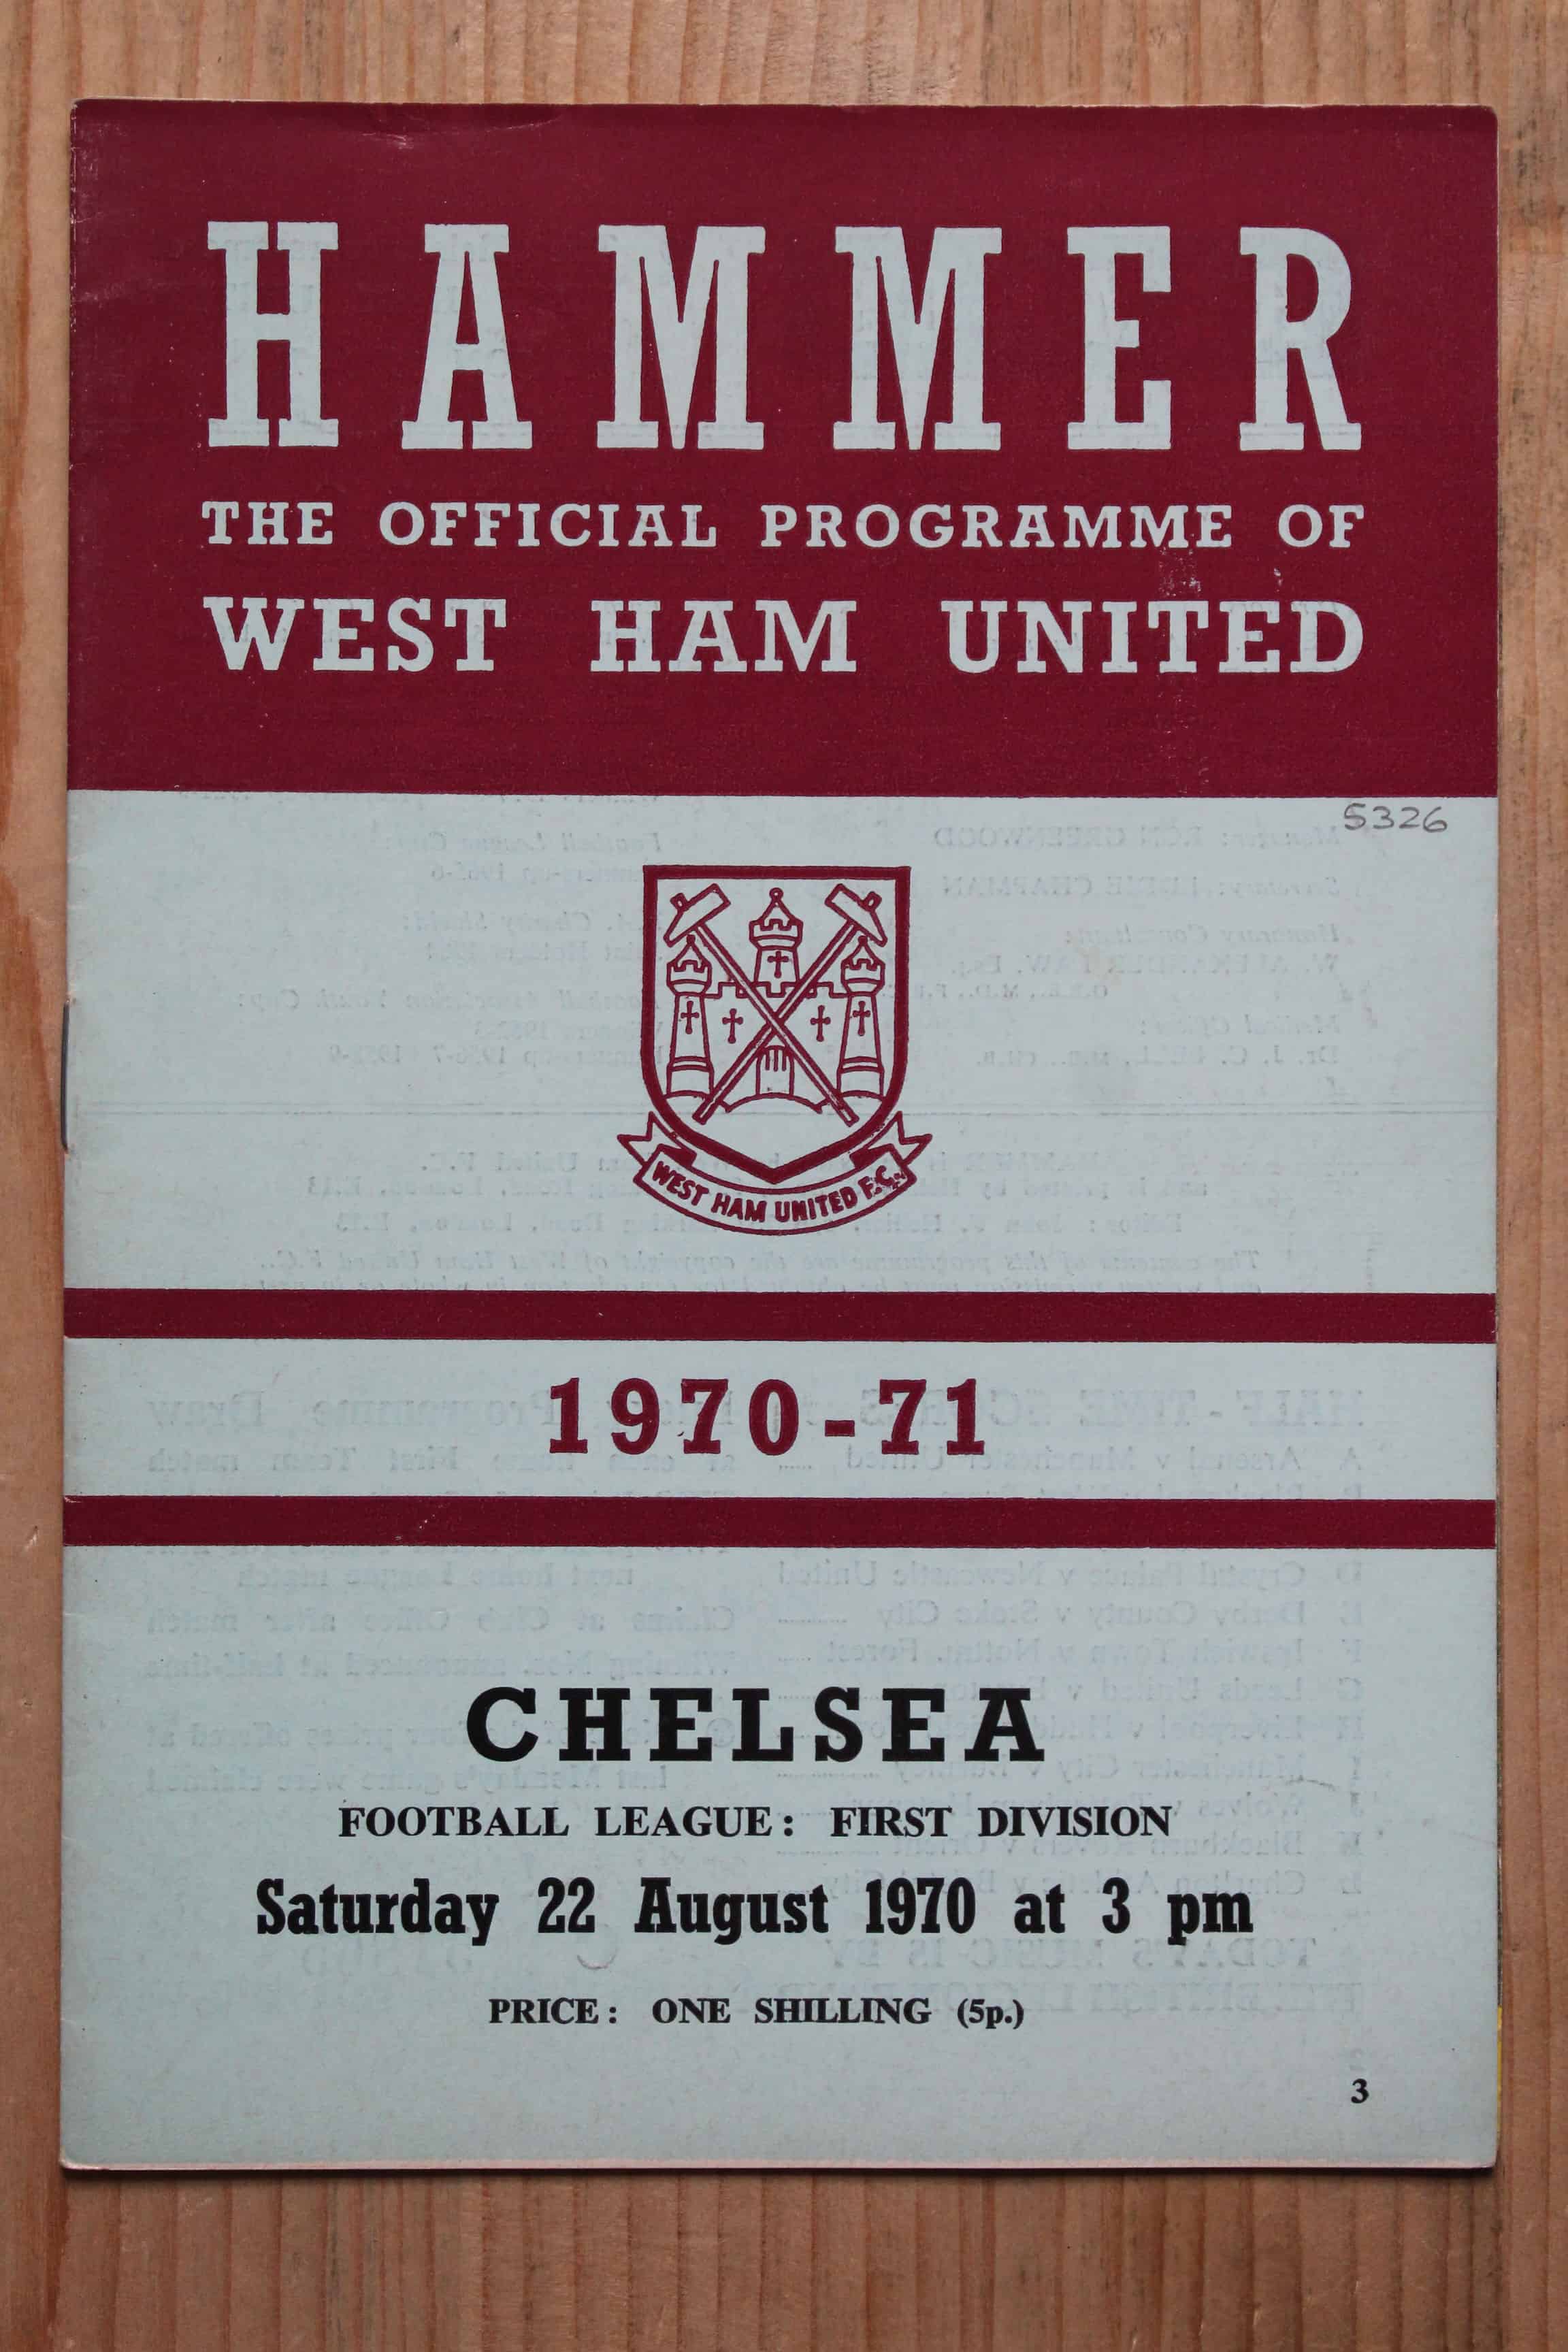 HAMMER
THE OFFICIAL PROGRAMME OF
WEST HAM UNITED
5326
WEST HAM UNITED F.C.
1970-71
CHELSEA
FOOTBALL LEAGUE: FIRST DIVISION
Saturday 22 August 1970 at 3 pm
PRICE: ONE SHILLING (5p.)
3